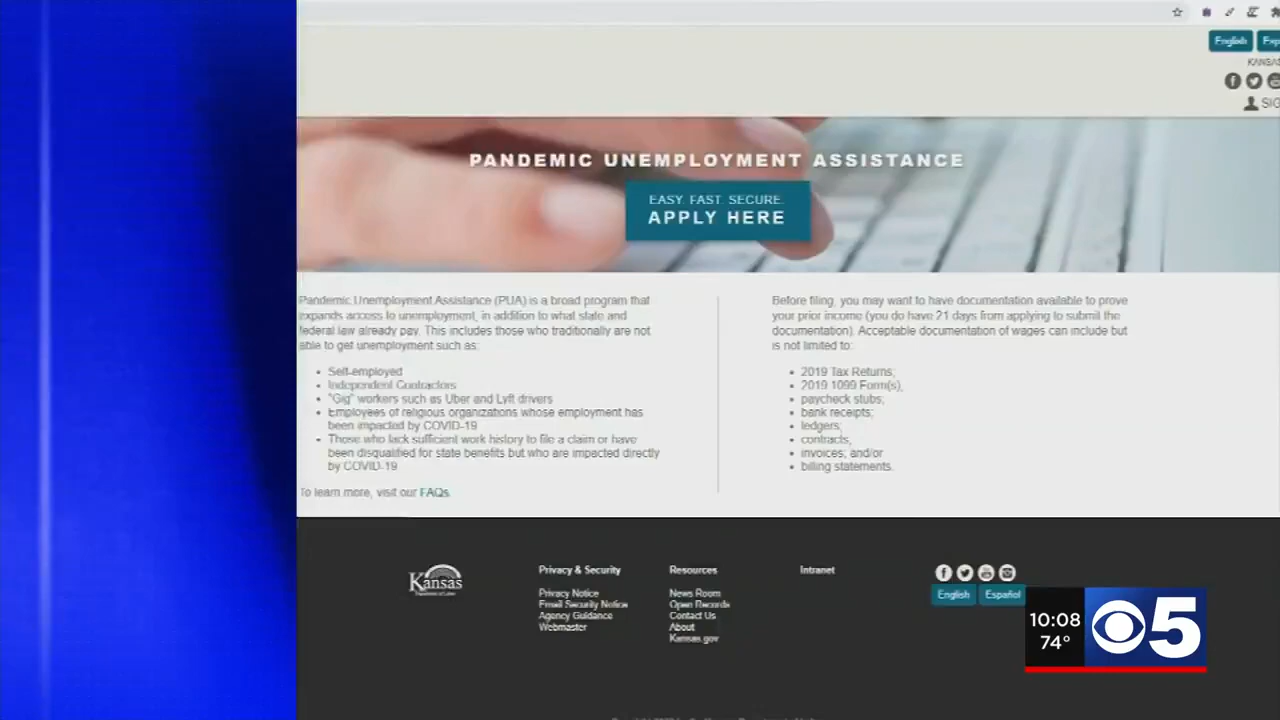 English
KANSA
SIG
PANDEMIC UNEMPLOYMENT ASSISTANCE
EASY. FAST. SECURE.
APPLY HERE
Pandemic Unemployment Assistance (PUA) is a broad program that
expands access to unemployment, in addition to what state and
federal law already pay. This includes those who traditionally are not
able to get unemployment such as:
• Self-employed
• Independent Contractors
• "Gig" workers such as Uber and Lyft drivers
• Employees of religious organizations whose employment has
been impacted by COVID-19
• Those who lack sufficient work history to file a claim or have
been disqualified for state benefits but who are impacted directly
by COVID-19
To learn more, visit our FAQs.
Before filing, you may want to have documentation available to prove
your prior income (you do have 21 days from applying to submit the
documentation). Acceptable documentation of wages can include but
is not limited to:
• 2019 Tax Returns;
• 2019 1099 Form(s),
• paycheck stubs;
• bank receipts;
• ledgers;
• contracts;
• invoices; and/or
• billing statements.
Kansas
Department of Labor
Privacy & Security
Privacy Notice
Email Security Notice
Agency Guidance
Webmaster
Resources
News Room
Open Records
Contact Us
About
Kansas.gov
Intranet
English Español
10:08
74°
5